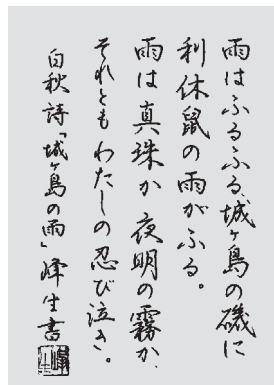 雨はふるふる、城ヶ島の磯に
利休鼠の雨がふる。
雨は真珠か夜明の霧か、
それともわたしの忍び泣き。
白秋詩「城ヶ島の雨」峰生書